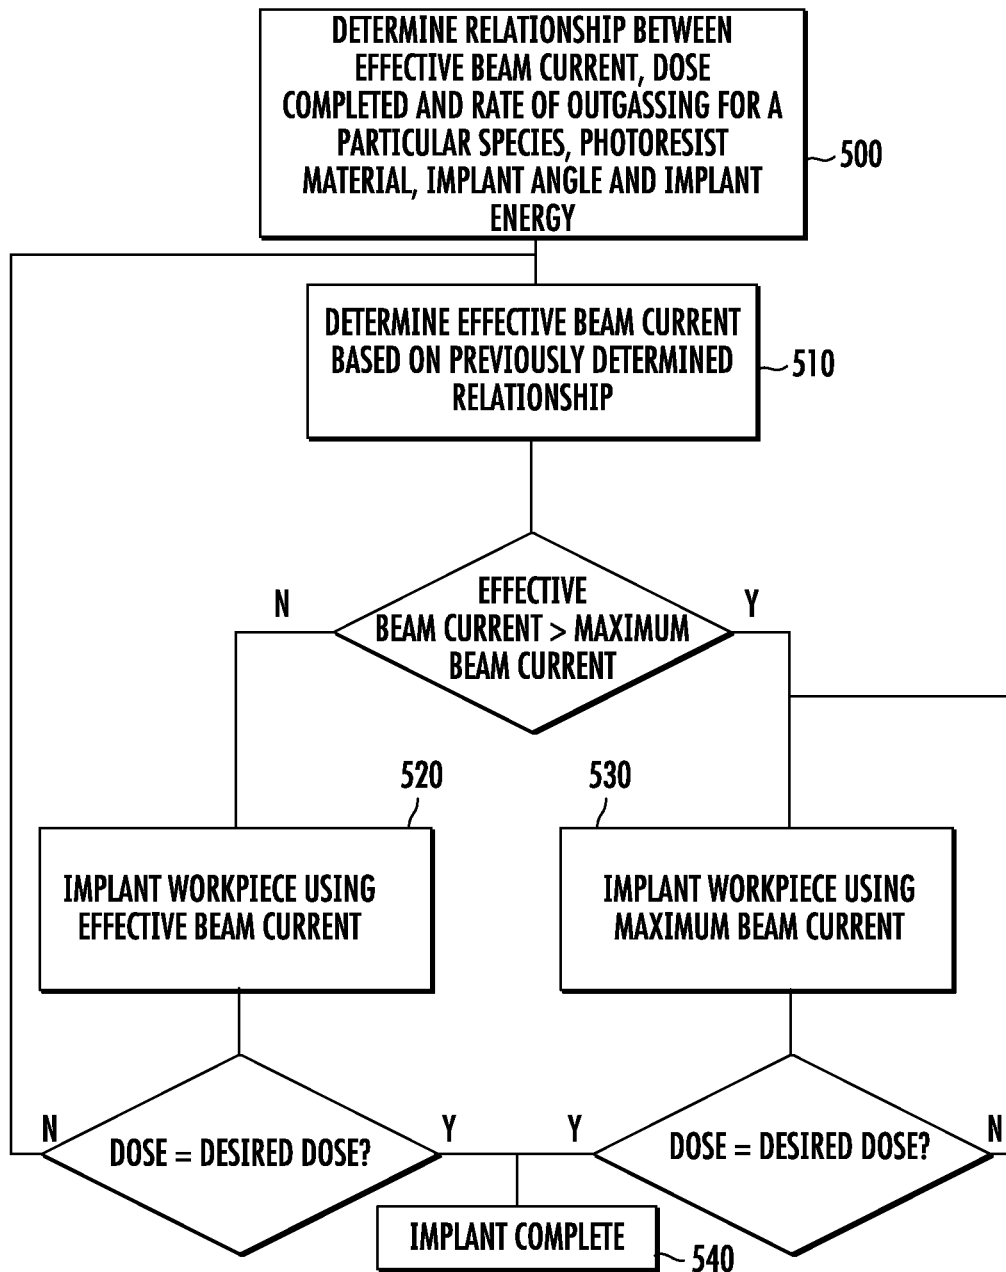 DETERMINE RELATIONSHIP BETWEEN
EFFECTIVE BEAM CURRENT, DOSE
COMPLETED AND RATE OF OUTGASSING FOR A
PARTICULAR SPECIES, PHOTORESIST
MATERIAL, IMPLANT ANGLE AND IMPLANT
ENERGY
500
DETERMINE EFFECTIVE BEAM CURRENT
BASED ON PREVIOUSLY DETERMINED
RELATIONSHIP
510
EFFECTIVE
BEAM CURRENT > MAXIMUM
BEAM CURRENT
N
Y
520
530
IMPLANT WORKPIECE USING
EFFECTIVE BEAM CURRENT
IMPLANT WORKPIECE USING
MAXIMUM BEAM CURRENT
N
DOSE = DESIRED DOSE?
Y
Y
DOSE = DESIRED DOSE?
N
IMPLANT COMPLETE
540